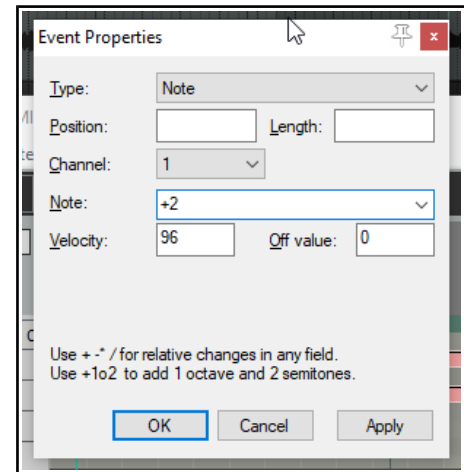 Event Properties
Type: Note
Position: Length:
Channel: 1
Note: +2
Velocity: 96 Off value: 0
Use + -* / for relative changes in any field.
Use +1o2 to add 1 octave and 2 semitones.
OK Cancel Apply